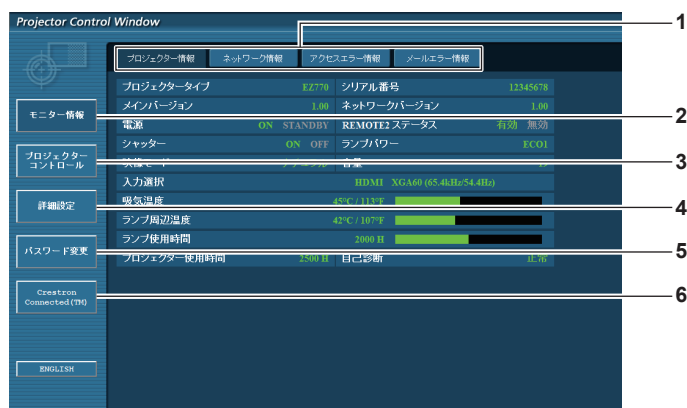 Projector Control Window
1
プロジェクター情報 ネットワーク情報 アクセスエラー情報 メールエラー情報
プロジェクタータイプ EZ770 シリアル番号 12345678
メインバージョン 1.00 ネットワークバージョン 1.00
モニター情報
2
電源 ON STANDBY REMOTE2 ステータス 有効 無効
シャッター ON OFF ランプパワー ECO1
プロジェクター
コントロール
3
入力選択 HDMI XGA60 (65.4kHz/54.4Hz)
吸気温度 45°C / 113°F
詳細設定
4
ランプ周辺温度 42°C / 107°F
ランプ使用時間 2000 H
パスワード変更
5
プロジェクター使用時間 2500 H 自己診断 正常
Crestron
Connected(TM)
6
ENGLISH